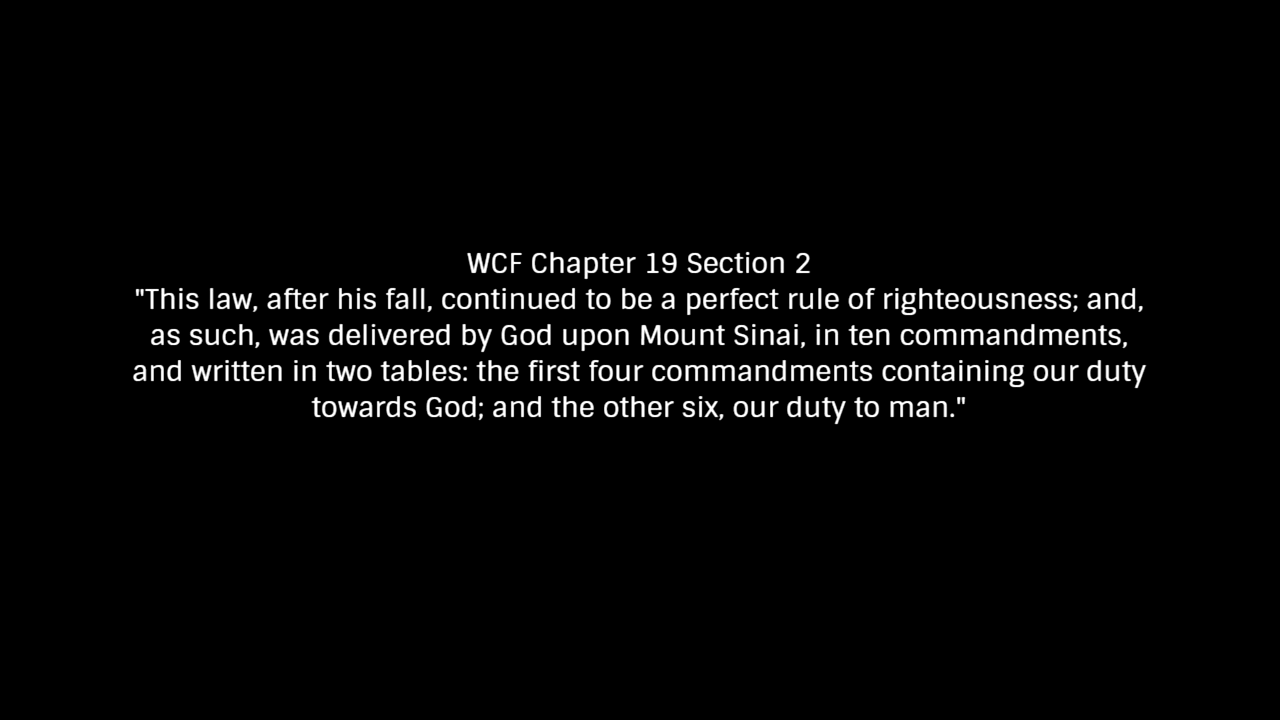 WCF Chapter 19 Section 2
"This law, after his fall, continued to be a perfect rule of righteousness; and,
as such, was delivered by God upon Mount Sinai, in ten commandments,
and written in two tables: the first four commandments containing our duty
towards God; and the other six, our duty to man."